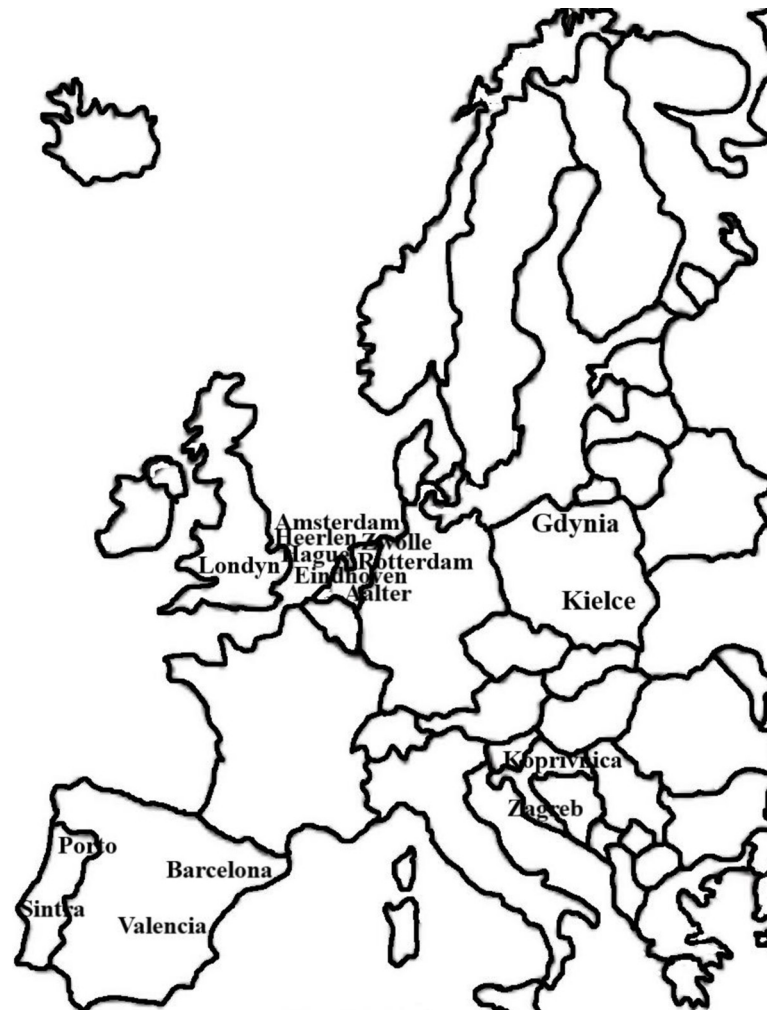 Amsterdam
Gdynia
Heerlen
Zwolle
Hague
Rotterdam
Londyn
Eindhoven
Aalter
Kielce
Koprivnica
Zagreb
Porto
Barcelona
Sintra
Valencia